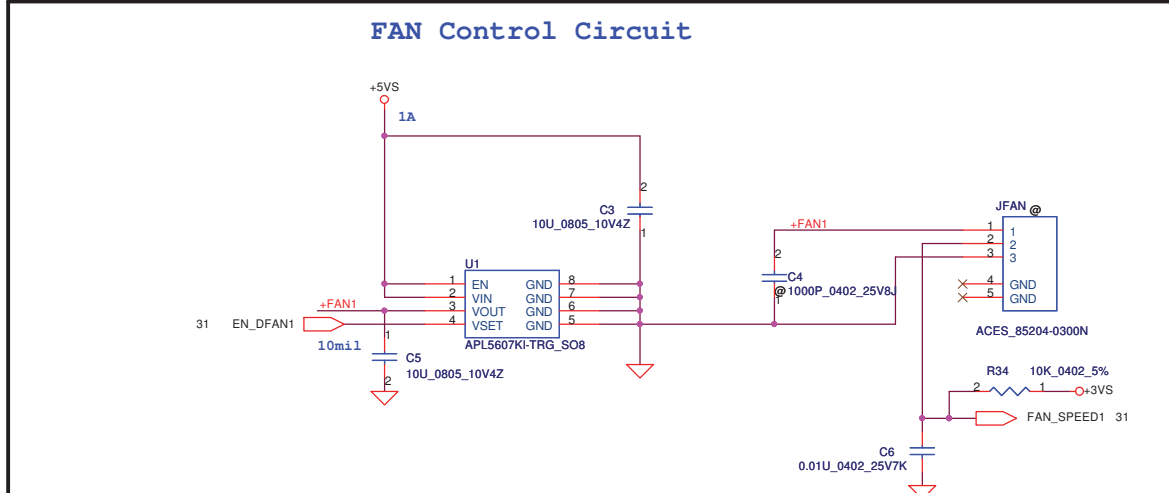 FAN Control Circuit
+5VS
1A
2
C3
10U_0805_10V4Z
1
JFAN @
+FAN1
1 1
2 2
3 3
4 GND
5 GND
ACES_85204-0300N
2
C4
@ 1000P_0402_25V8J
1
U1
1 EN GND 8
2 VIN GND 7
3 VOUT GND 6
4 VSET GND 5
APL5607KI-TRG_SO8
+FAN1
31 EN_DFAN1
10mil
1
C5
10U_0805_10V4Z
2
R34 10K_0402_5%
2 1 +3VS
FAN_SPEED1 31
C6
0.01U_0402_25V7K